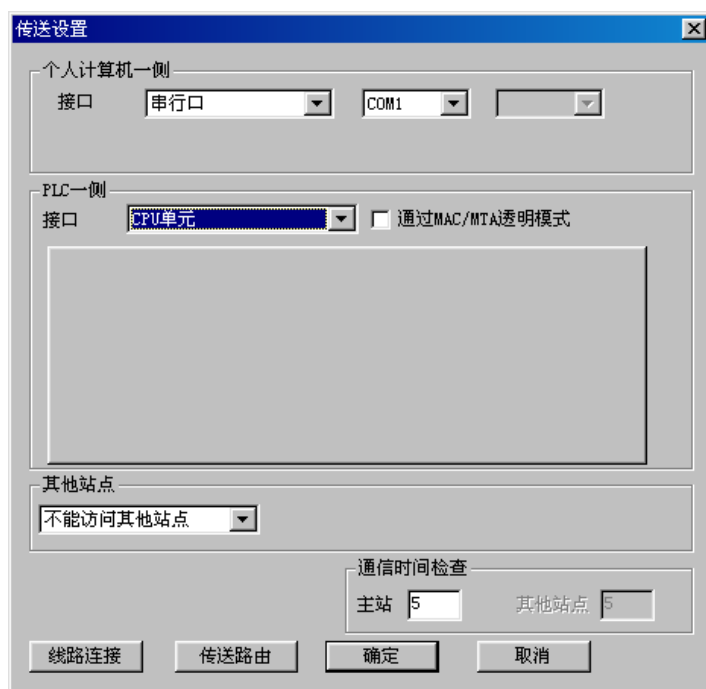 传送设置
个人计算机一侧
接口 串行口 COM1
PLC一侧
接口 CPU单元 通过MAC/MTA透明模式
其他站点
不能访问其他站点
通信时间检查
主站 5 其他站点 5
线路连接 传送路由 确定 取消